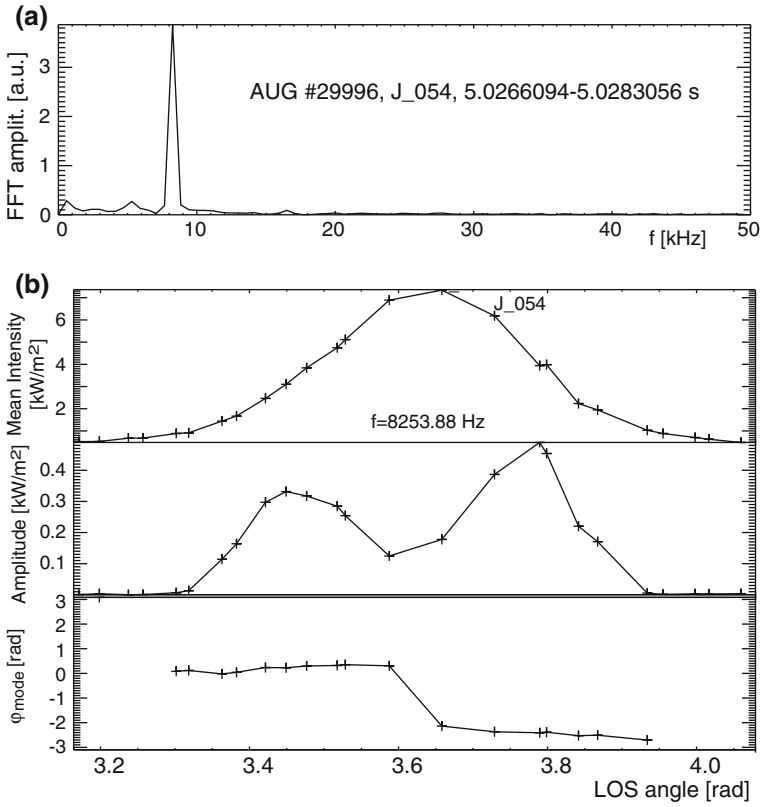 (a)
FFT amplit. [a.u.]
3
2
1
0
AUG #29996, J_054, 5.0266094-5.0283056 s
0 10 20 30 40 50
f [kHz]
(b)
Mean Intensity
[kW/m²]
6
4
2
J_054
f=8253.88 Hz
Amplitude [kW/m²]
0.4
0.3
0.2
0.1
φmode [rad]
3
2
1
0
-1
-2
-3
3.2 3.4 3.6 3.8 4.0
LOS angle [rad]